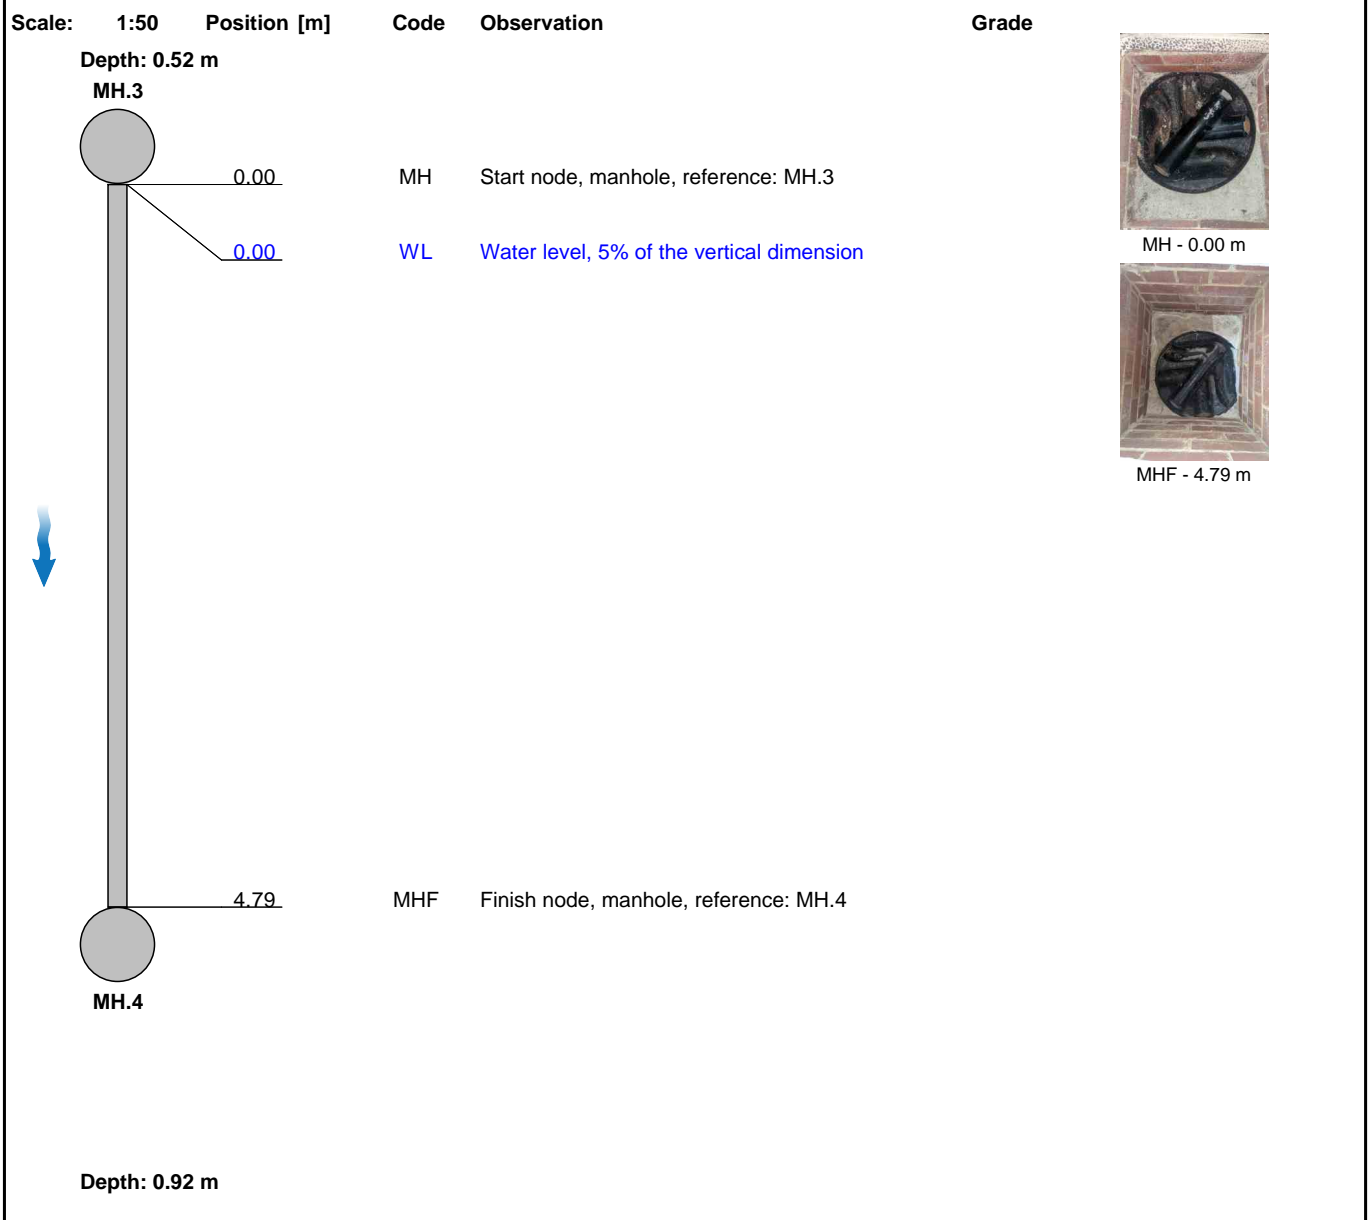 Scale: 1:50 Position [m] Code Observation Grade
Depth: 0.52 m
MH.3
0.00 MH Start node, manhole, reference: MH.3
0.00 WL Water level, 5% of the vertical dimension
MH - 0.00 m
MHF - 4.79 m
4.79 MHF Finish node, manhole, reference: MH.4
MH.4
Depth: 0.92 m